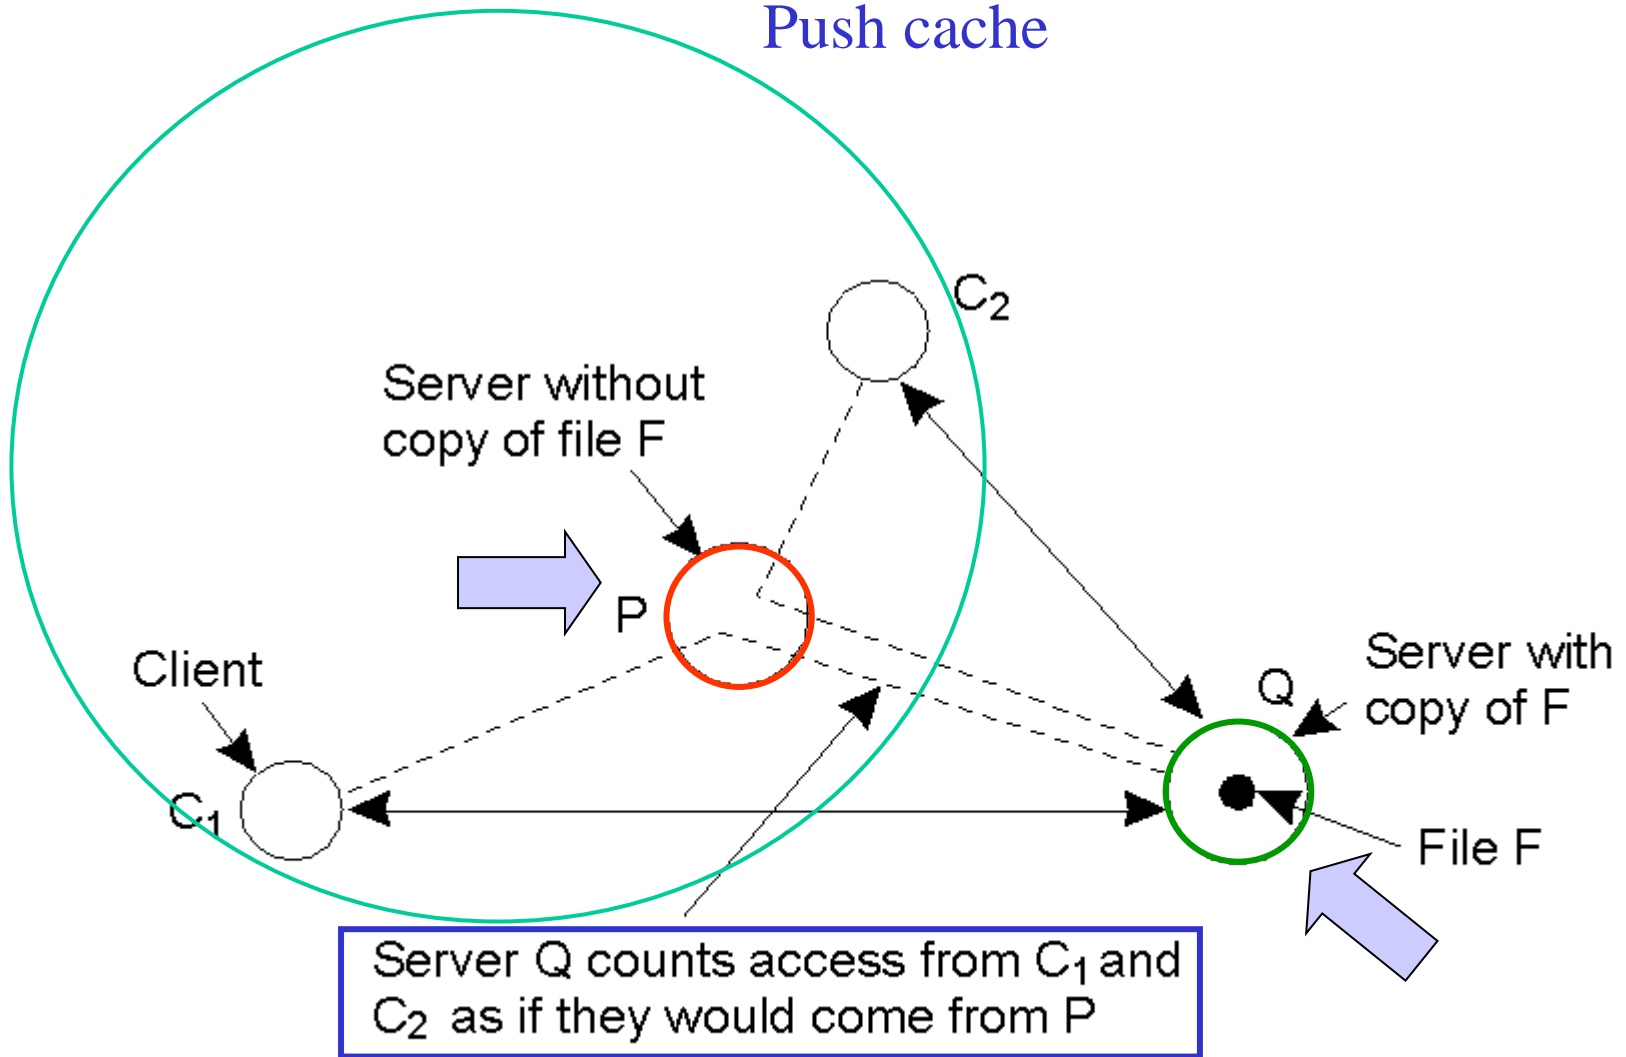 Push cache
C2
Server without
copy of file F
P
Client
Server with
Q
copy of F
C1
File F
Server Q counts access from C1 and
C2 as if they would come from P